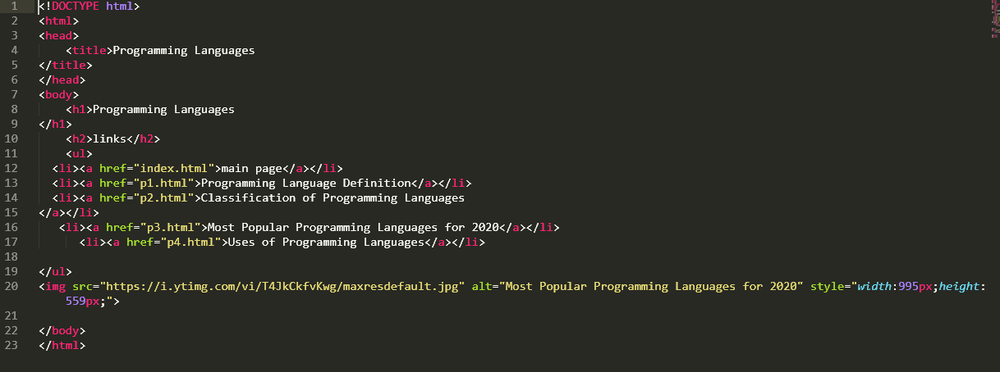 1 <!DOCTYPE html>
2 <html>
3 <head>
4     <title>Programming Languages
5 </title>
6 </head>
7 <body>
8     <h1>Programming Languages
9 </h1>
10     <h2>links</h2>
11     <ul>
12   <li><a href="index.html">main page</a></li>
13   <li><a href="p1.html">Programming Language Definition</a></li>
14   <li><a href="p2.html">Classification of Programming Languages
15 </a></li>
16    <li><a href="p3.html">Most Popular Programming Languages for 2020</a></li>
17       <li><a href="p4.html">Uses of Programming Languages</a></li>
18
19 </ul>
20 <img src="https://i.ytimg.com/vi/T4JkCkfvKwg/maxresdefault.jpg" alt="Most Popular Programming Languages for 2020" style="width:995px;height:
559px;">
21
22 </body>
23 </html>